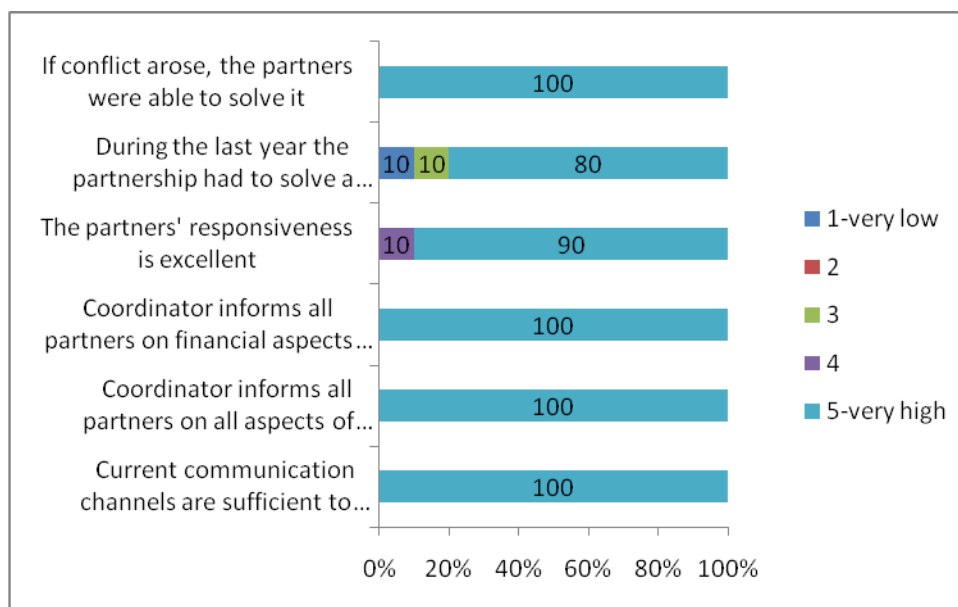 If conflict arose, the partners
were able to solve it
100
During the last year the
partnership had to solve a...
10 10 80
The partners' responsiveness
is excellent
10 90
Coordinator informs all
partners on financial aspects...
100
Coordinator informs all
partners on all aspects of...
100
Current communication
channels are sufficient to...
100
0% 20% 40% 60% 80% 100%
1-very low
2
3
4
5-very high